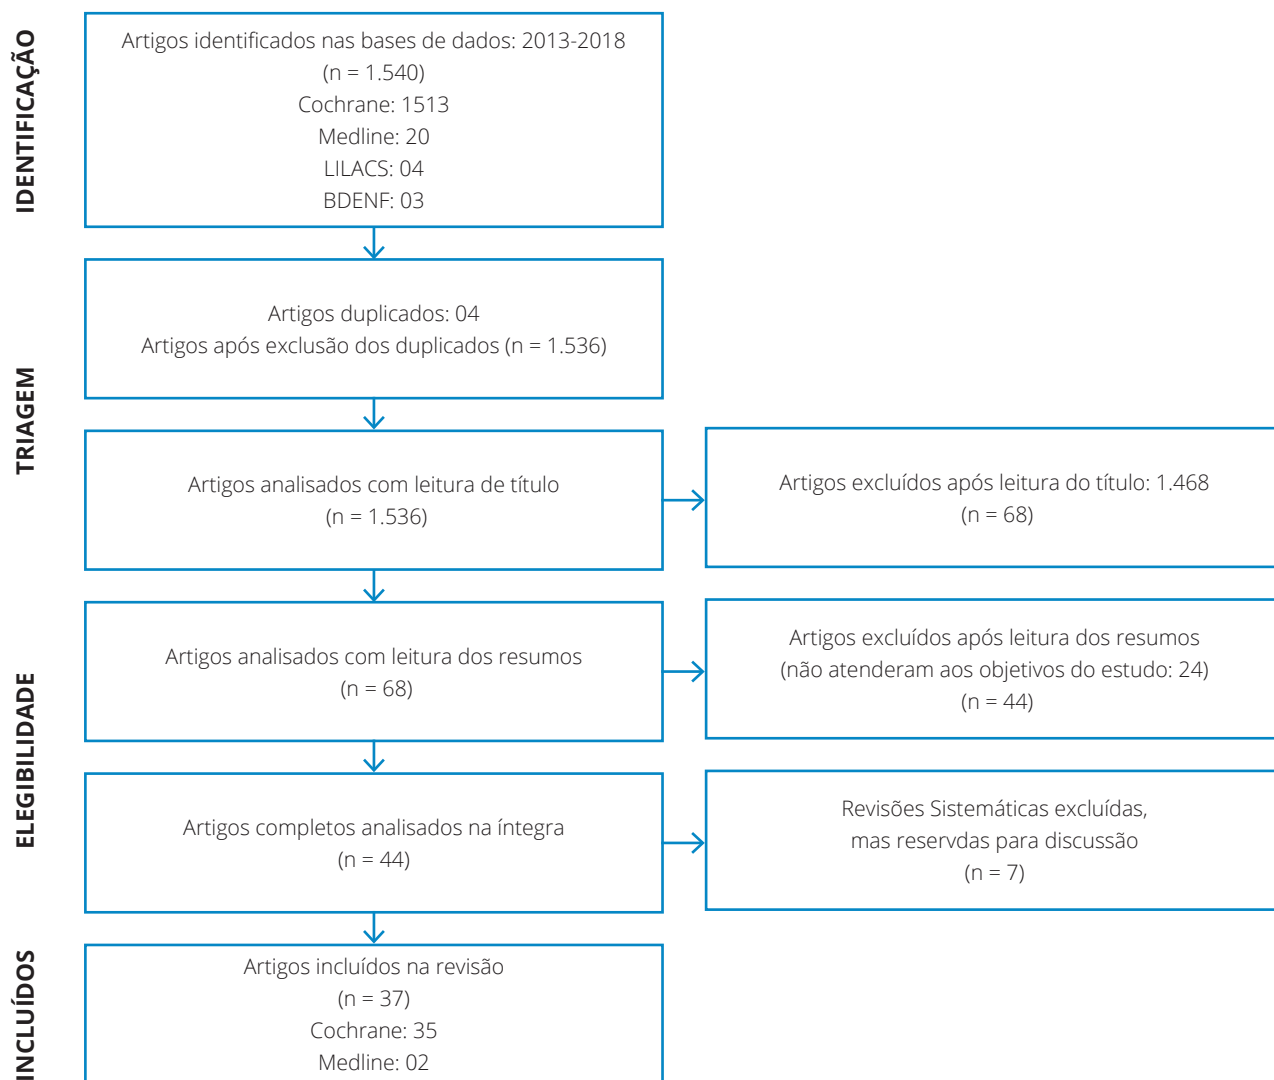 IDENTIFICAÇÃO
Artigos identificados nas bases de dados: 2013-2018
(n = 1.540)
Cochrane: 1513
Medline: 20
LILACS: 04
BDENF: 03
TRIAGEM
Artigos duplicados: 04
Artigos após exclusão dos duplicados (n = 1.536)
Artigos analisados com leitura de título
(n = 1.536)
Artigos excluídos após leitura do título: 1.468
(n = 68)
ELEGIBILIDADE
Artigos analisados com leitura dos resumos
(n = 68)
Artigos excluídos após leitura dos resumos
(não atenderam aos objetivos do estudo: 24)
(n = 44)
Artigos completos analisados na íntegra
(n = 44)
Revisões Sistemáticas excluídas,
mas reservdas para discussão
(n = 7)
INCLUÍDOS
Artigos incluídos na revisão
(n = 37)
Cochrane: 35
Medline: 02